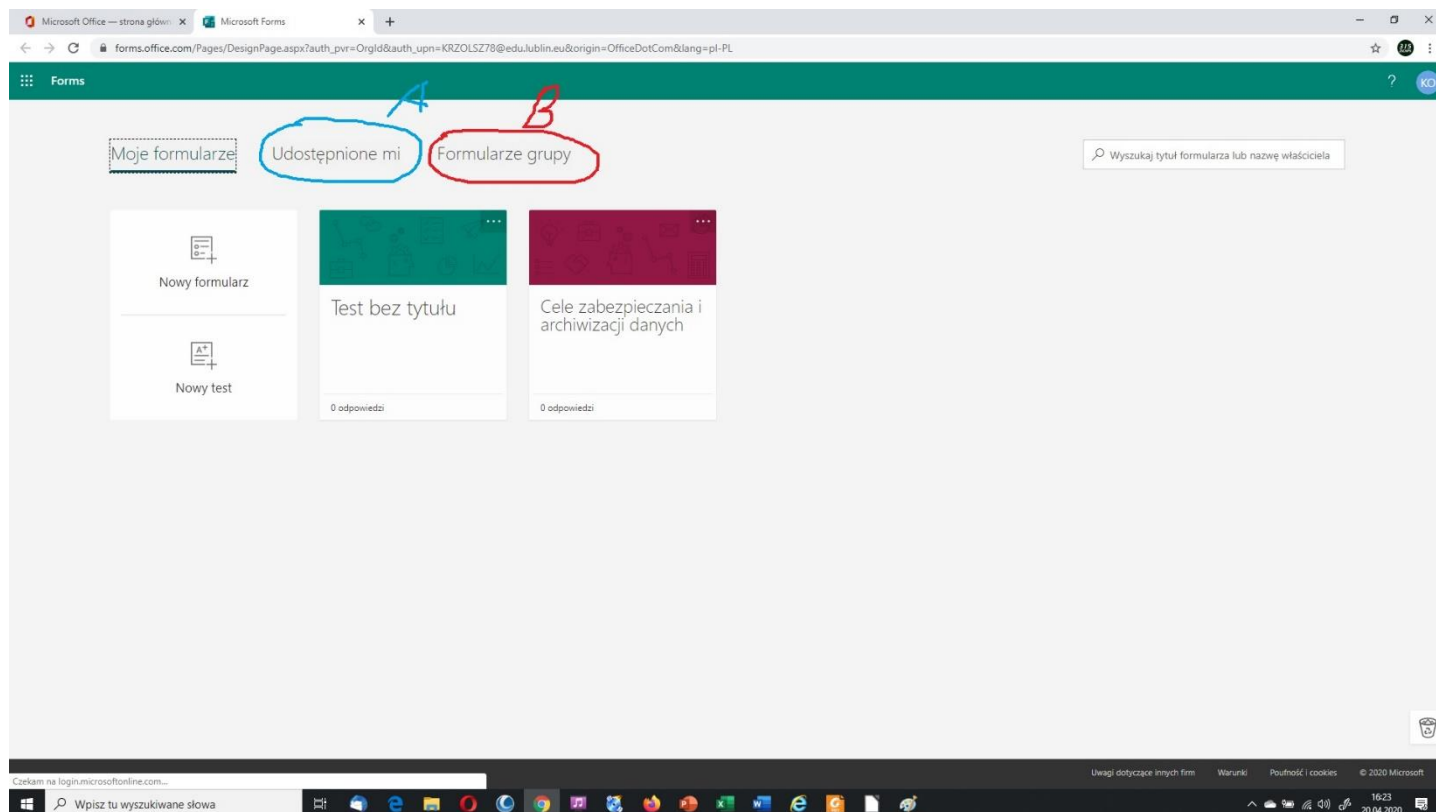 Microsoft Office — strona główn
Microsoft Forms
forms.office.com/Pages/DesignPage.aspx?auth_pvr=OrgId&auth_upn=KRZOLSZ78@edu.lublin.eu&origin=OfficeDotCom&lang=pl-PL
Forms
?
KO
A
B
Moje formularze
Udostępnione mi
Formularze grupy
Wyszukaj tytuł formularza lub nazwę właściciela
Nowy formularz
Nowy test
Test bez tytułu
0 odpowiedzi
Cele zabezpieczania i
archiwizacji danych
0 odpowiedzi
Uwagi dotyczące innych firm
Warunki
Poufność i cookies
© 2020 Microsoft
Czekam na login.microsoftonline.com...
Wpisz tu wyszukiwane słowa
16:23
20.04.2020